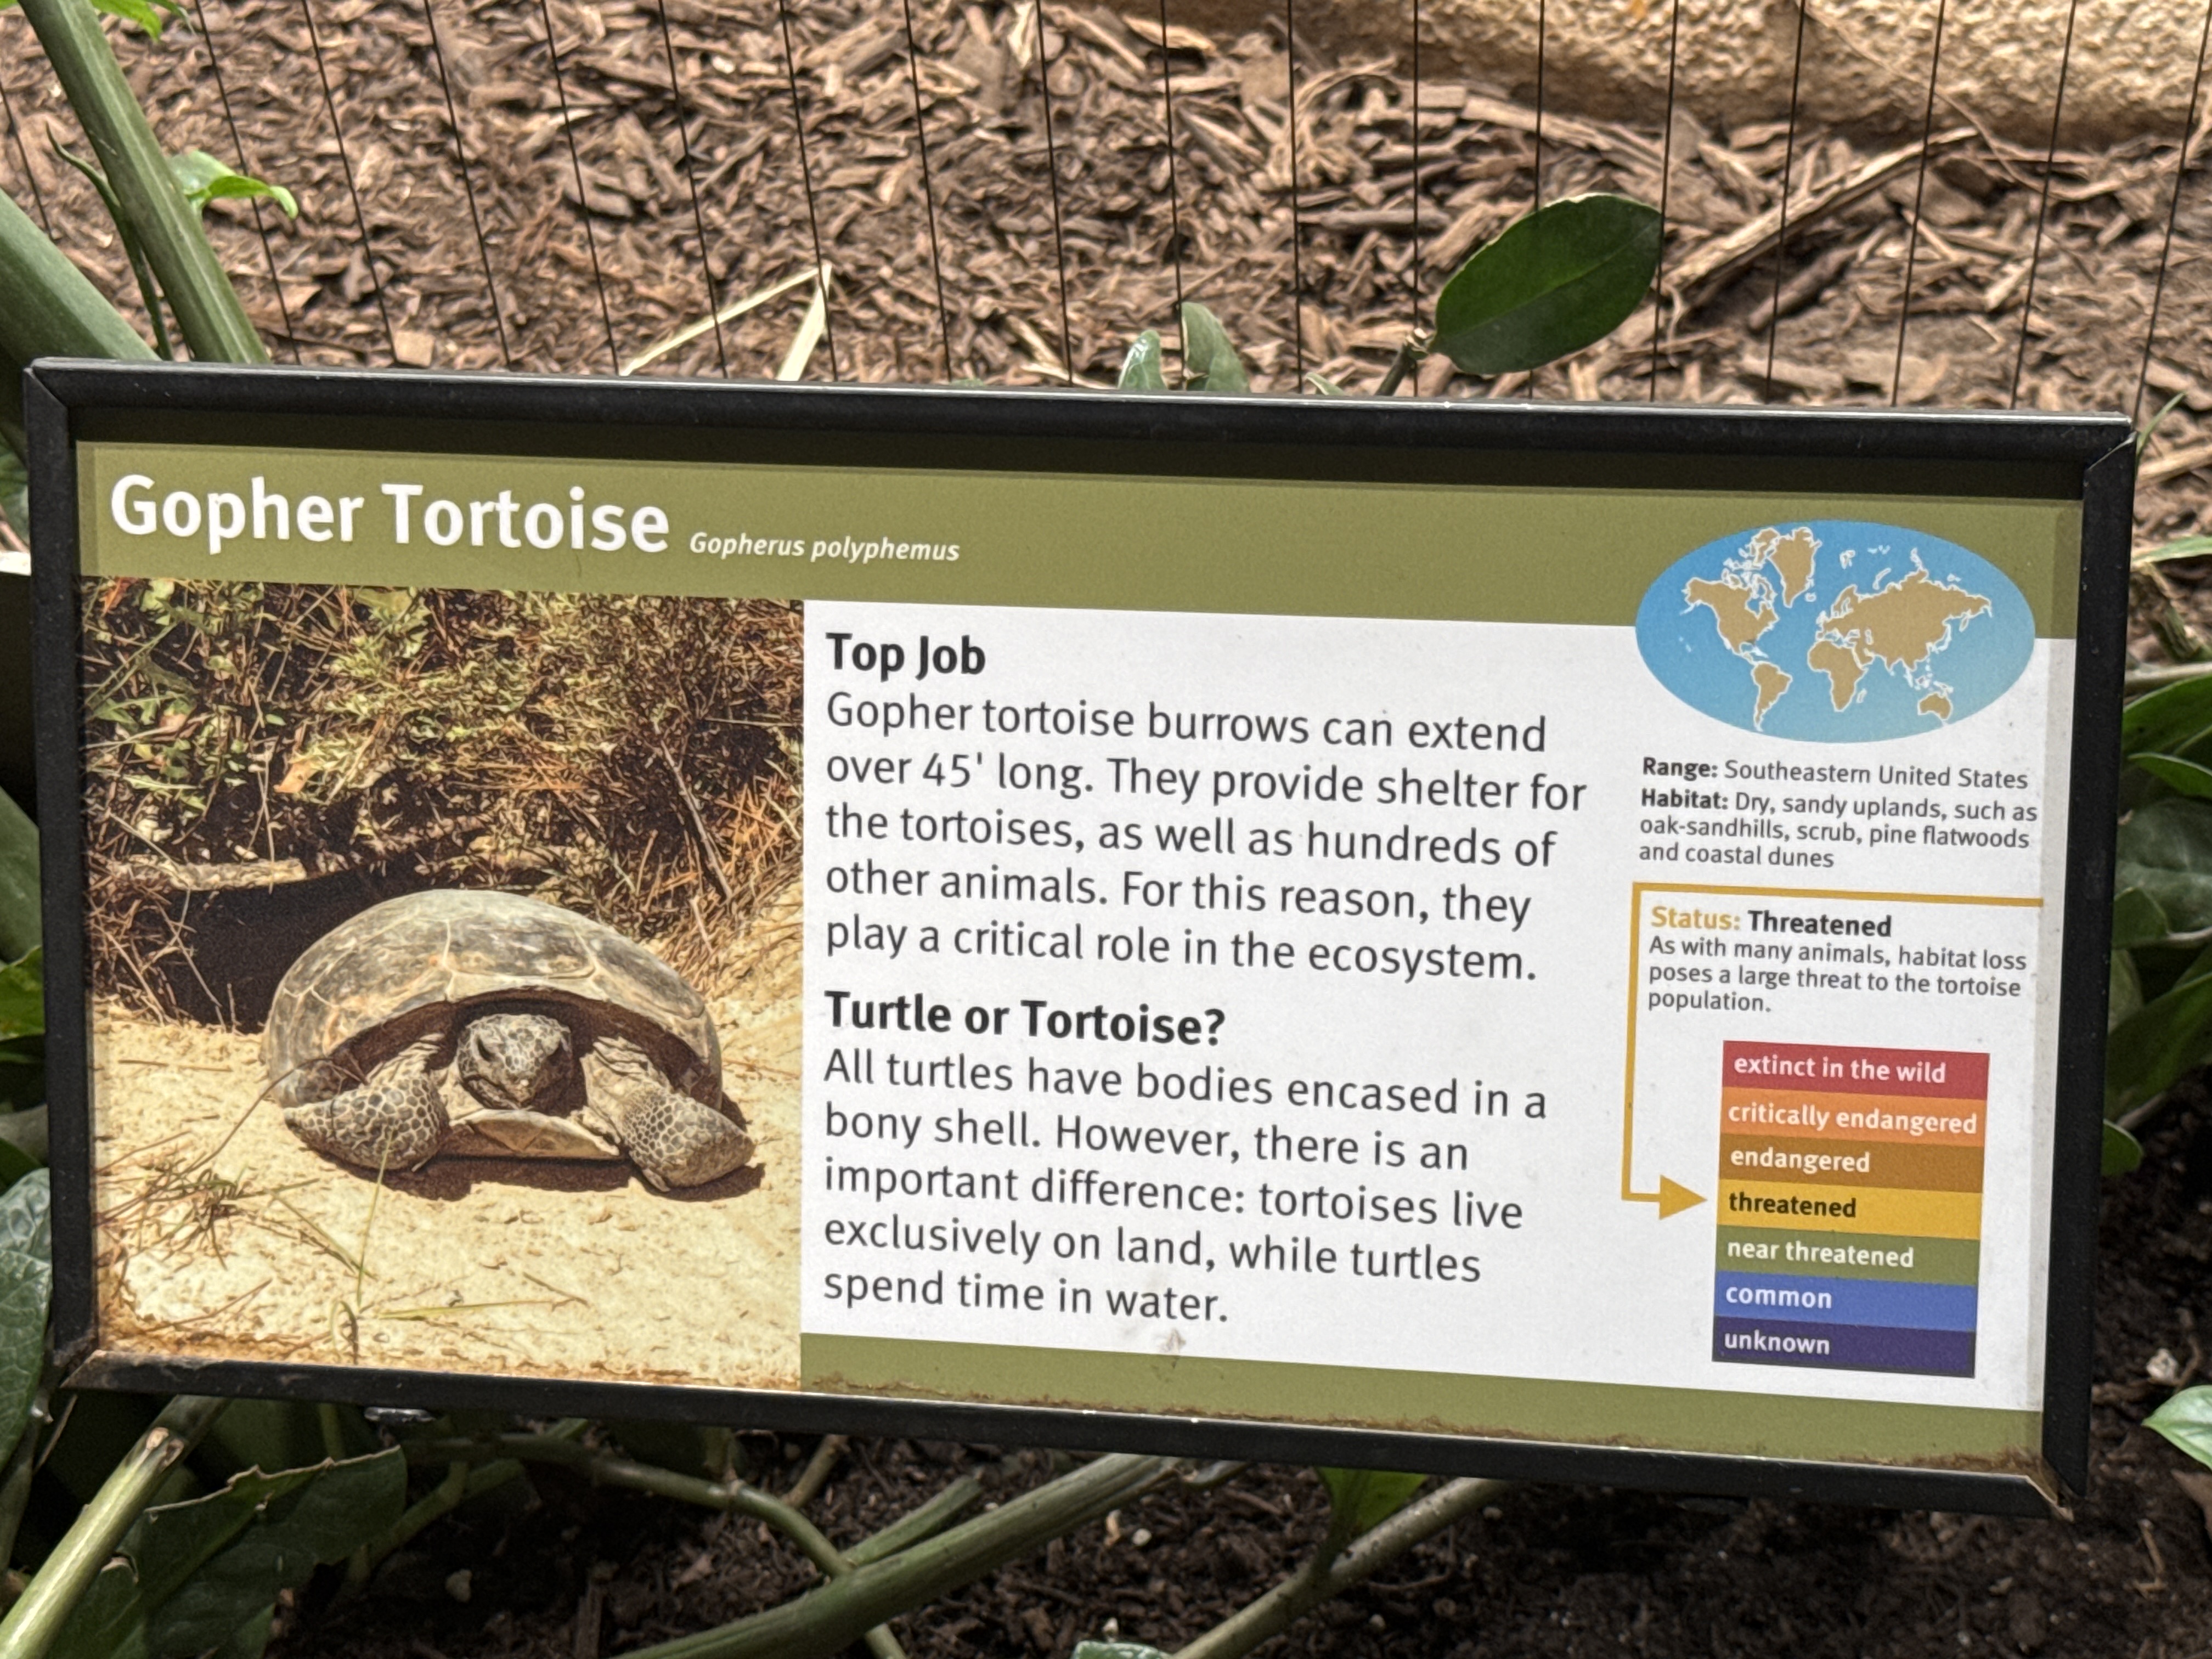 Gopher Tortoise Gopherus polyphemus
Top Job
Gopher tortoise burrows can extend
over 45' long. They provide shelter for
the tortoises, as well as hundreds of
other animals. For this reason, they
play a critical role in the ecosystem.
Turtle or Tortoise?
All turtles have bodies encased in a
bony shell. However, there is an
important difference: tortoises live
exclusively on land, while turtles
spend time in water.
Range: Southeastern United States
Habitat: Dry, sandy uplands, such as
oak-sandhills, scrub, pine flatwoods
and coastal dunes
Status: Threatened
As with many animals, habitat loss
poses a large threat to the tortoise
population.
extinct in the wild
critically endangered
endangered
threatened
near threatened
common
unknown